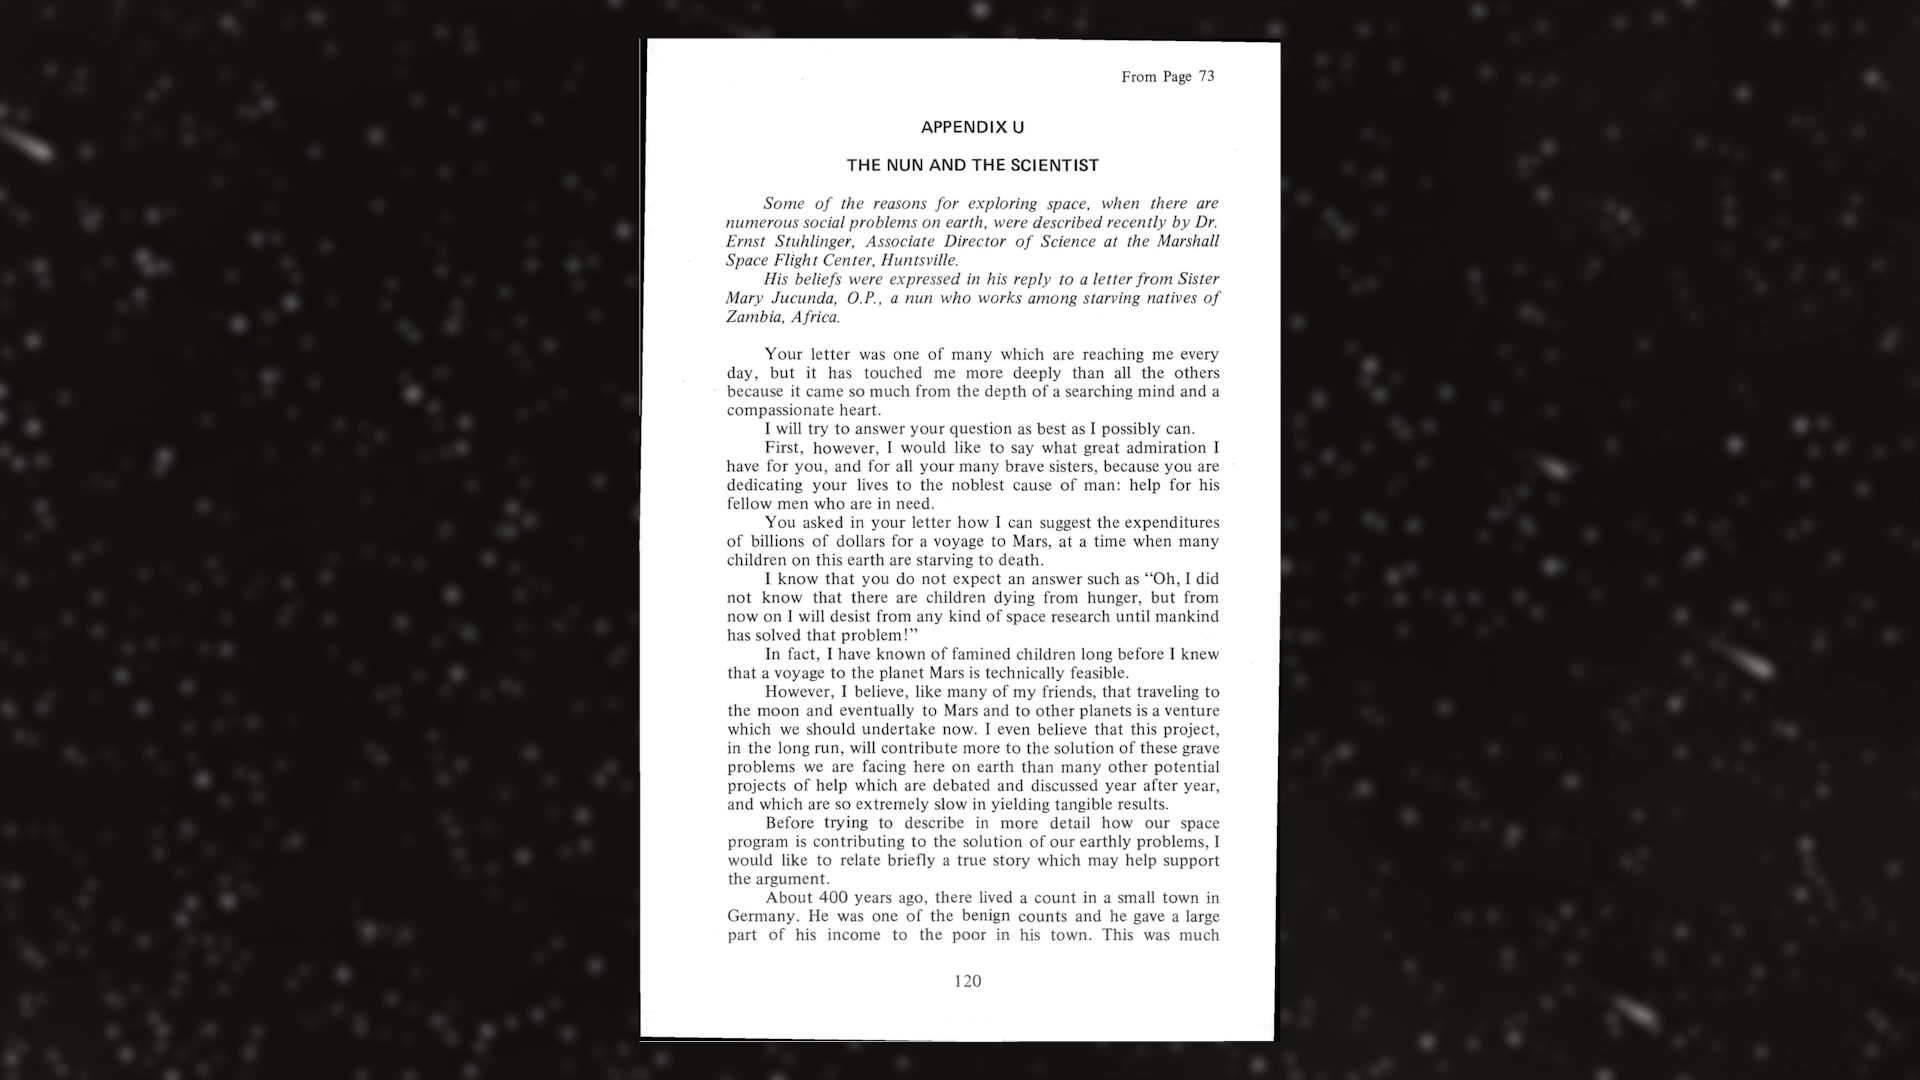 From Page 73
APPENDIX U
THE NUN AND THE SCIENTIST
Some of the reasons for exploring space, when there are
numerous social problems on earth, were described recently by Dr.
Ernst Stuhlinger, Associate Director of Science at the Marshall
Space Flight Center, Huntsville.
His beliefs were expressed in his reply to a letter from Sister
Mary Jucunda, O.P., a nun who works among starving natives of
Zambia, Africa.
Your letter was one of many which are reaching me every
day, but it has touched me more deeply than all the others
because it came so much from the depth of a searching mind and a
compassionate heart.
I will try to answer your question as best as I possibly can.
First, however, I would like to say what great admiration I
have for you, and for all your many brave sisters, because you are
dedicating your lives to the noblest cause of man: help for his
fellow men who are in need.
You asked in your letter how I can suggest the expenditures
of billions of dollars for a voyage to Mars, at a time when many
children on this earth are starving to death.
I know that you do not expect an answer such as “Oh, I did
not know that there are children dying from hunger, but from
now on I will desist from any kind of space research until mankind
has solved that problem!”
In fact, I have known of famined children long before I knew
that a voyage to the planet Mars is technically feasible.
However, I believe, like many of my friends, that traveling to
the moon and eventually to Mars and to other planets is a venture
which we should undertake now. I even believe that this project,
in the long run, will contribute more to the solution of these grave
problems we are facing here on earth than many other potential
projects of help which are debated and discussed year after year,
and which are so extremely slow in yielding tangible results.
Before trying to describe in more detail how our space
program is contributing to the solution of our earthly problems, I
would like to relate briefly a true story which may help support
the argument.
About 400 years ago, there lived a count in a small town in
Germany. He was one of the benign counts and he gave a large
part of his income to the poor in his town. This was much
120